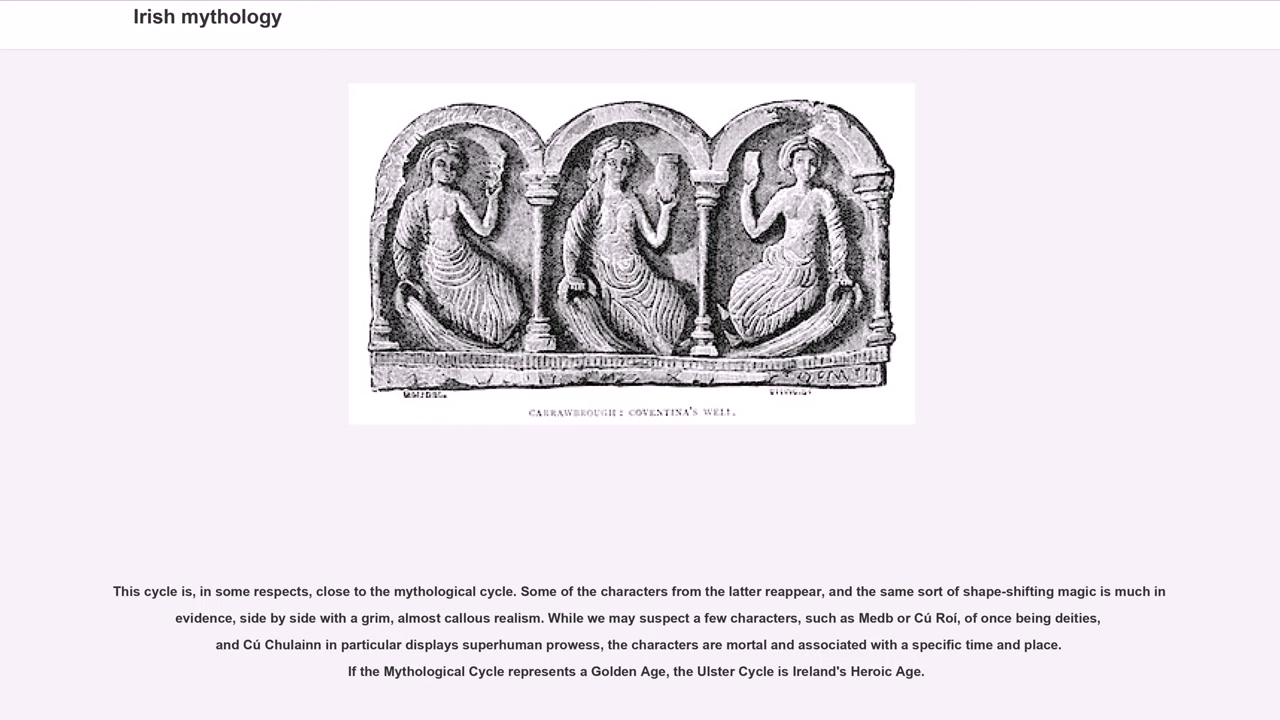 Irish mythology
CARRAWBROUGH: COVENTINA'S WELL.
This cycle is, in some respects, close to the mythological cycle. Some of the characters from the latter reappear, and the same sort of shape-shifting magic is much in
evidence, side by side with a grim, almost callous realism. While we may suspect a few characters, such as Medb or Cú Roí, of once being deities,
and Cú Chulainn in particular displays superhuman prowess, the characters are mortal and associated with a specific time and place.
If the Mythological Cycle represents a Golden Age, the Ulster Cycle is Ireland's Heroic Age.